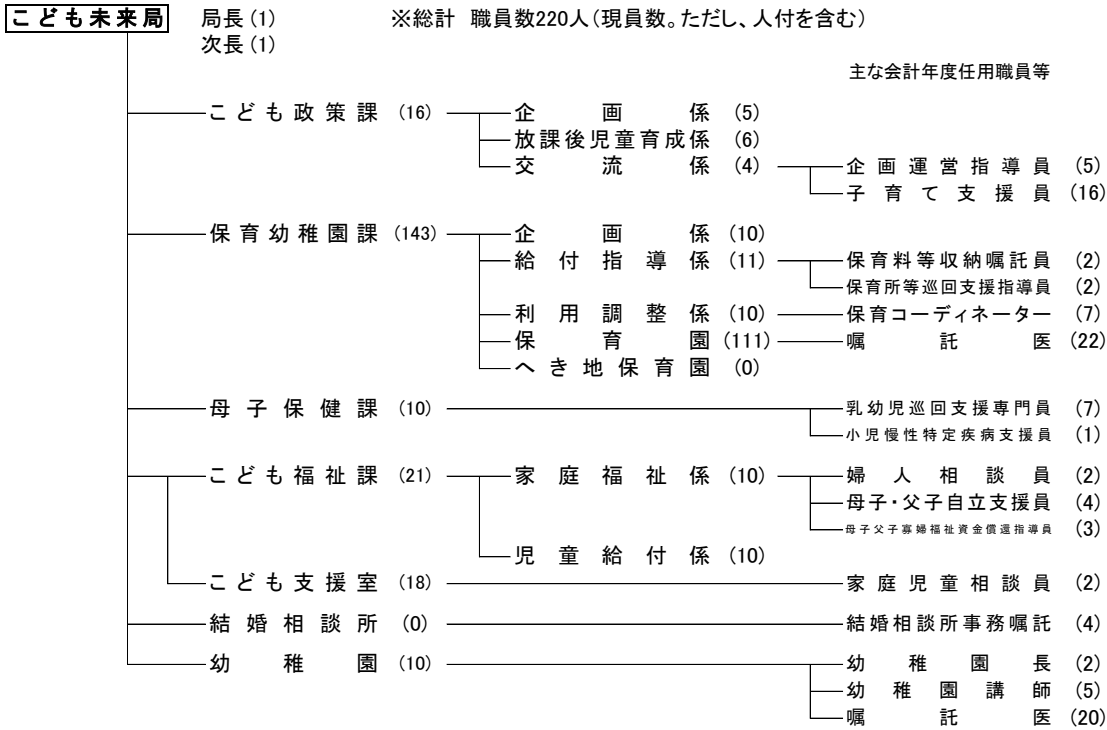 こども未来局 局長(1) ※総計 職員数220人(現員数。ただし、人付を含む)
次長(1)
主な会計年度任用職員等
こども政策課 (16) 企画係 (5)
放課後児童育成係 (6)
交流係 (4) 企画運営指導員 (5)
子育て支援員 (16)
保育幼稚園課 (143) 企画係 (10)
給付指導係 (11) 保育料等収納嘱託員 (2)
保育所等巡回支援指導員 (2)
利用調整係 (10) 保育コーディネーター (7)
保育園 (111) 嘱託医 (22)
へき地保育園 (0)
母子保健課 (10) 乳幼児巡回支援専門員 (7)
小児慢性特定疾病支援員 (1)
こども福祉課 (21) 家庭福祉係 (10) 婦人相談員 (2)
母子・父子自立支援員 (4)
母子父子寡婦福祉資金償還指導員 (3)
児童給付係 (10)
こども支援室 (18) 家庭児童相談員 (2)
結婚相談所 (0) 結婚相談所事務嘱託 (4)
幼稚園 (10) 幼稚園長 (2)
幼稚園講師 (5)
嘱託医 (20)